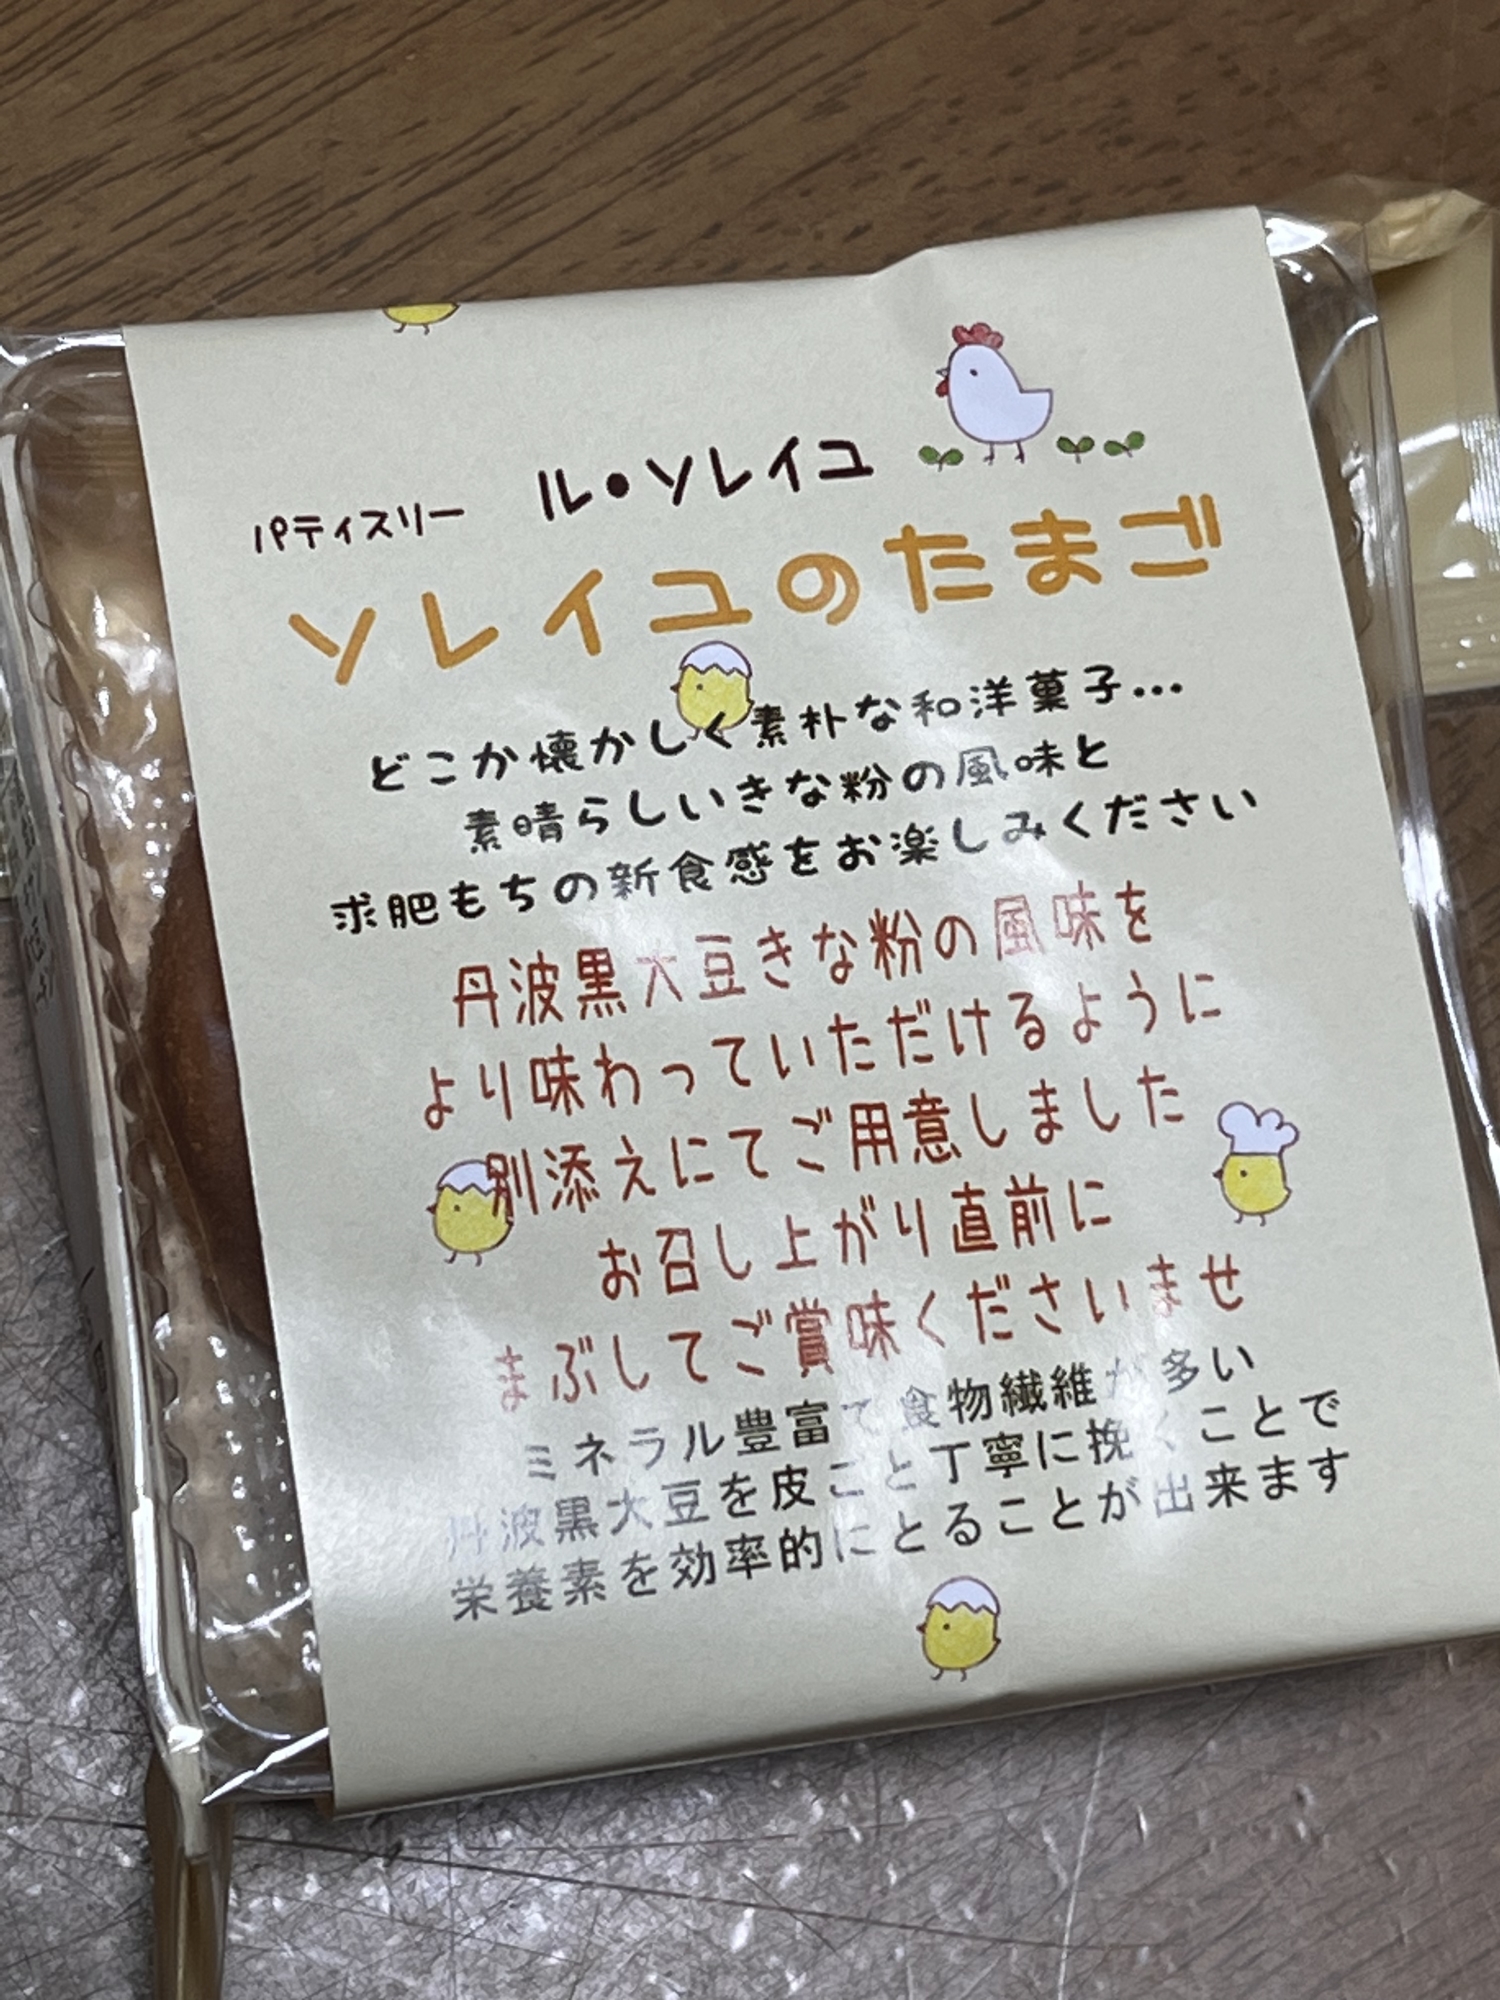 パティスリー ル・ソレイユ
ソレイユのたまご
どこか懐かしく素朴な和洋菓子…
素晴らしいきな粉の風味と
求肥もちの新食感をお楽しみください
丹波黒大豆きな粉の風味を
より味わっていただけるように
別添えにてご用意しました
お召し上がり直前に
まぶしてご賞味くださいませ
ミネラル豊富で食物繊維が多い
丹波黒大豆を皮ごと丁寧に挽くことで
栄養素を効率的にとることが出来ます